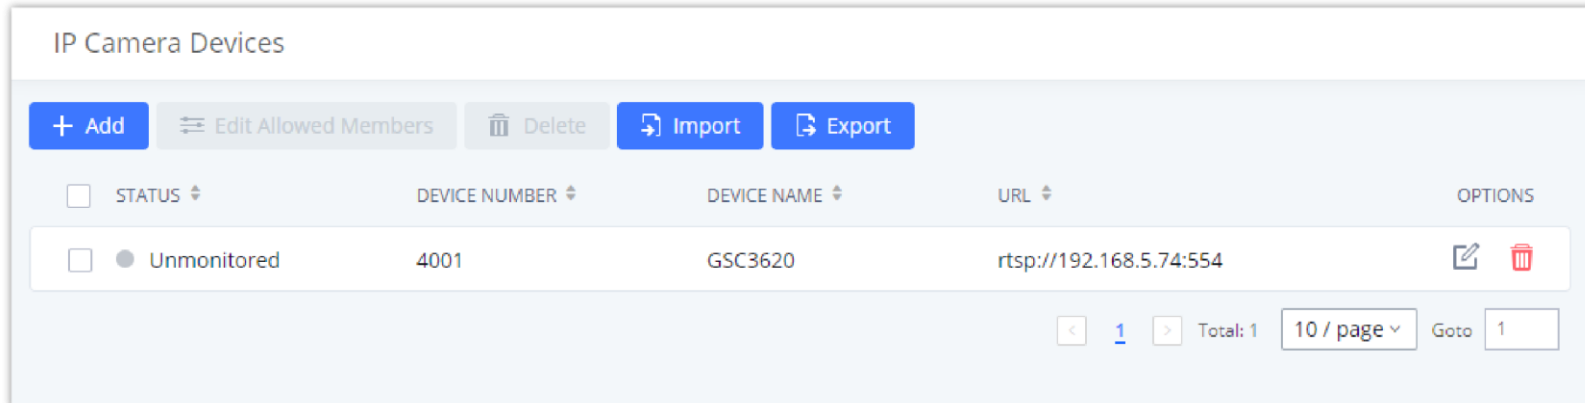 IP Camera Devices
+ Add Edit Allowed Members Delete Import Export
STATUS DEVICE NUMBER DEVICE NAME URL OPTIONS
Unmonitored 4001 GSC3620 rtsp://192.168.5.74:554
< 1 > Total: 1 10 / page Goto 1